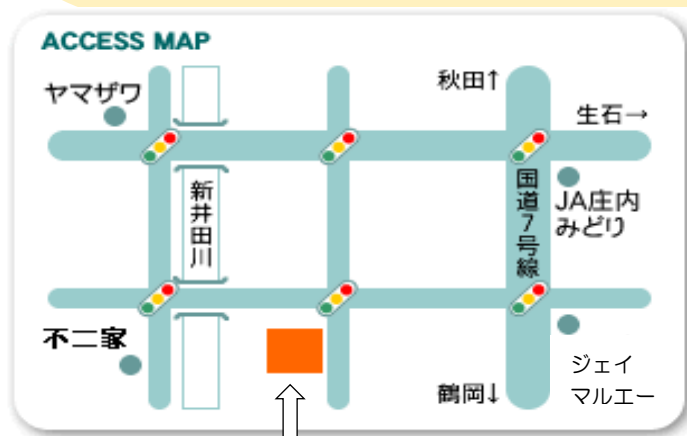 ACCESS MAP
ヤマザワ
秋田↑
生石→
新井田川
国道7号線
JA庄内
みどり
不二家
鶴岡↓
ジェイ
マルエー